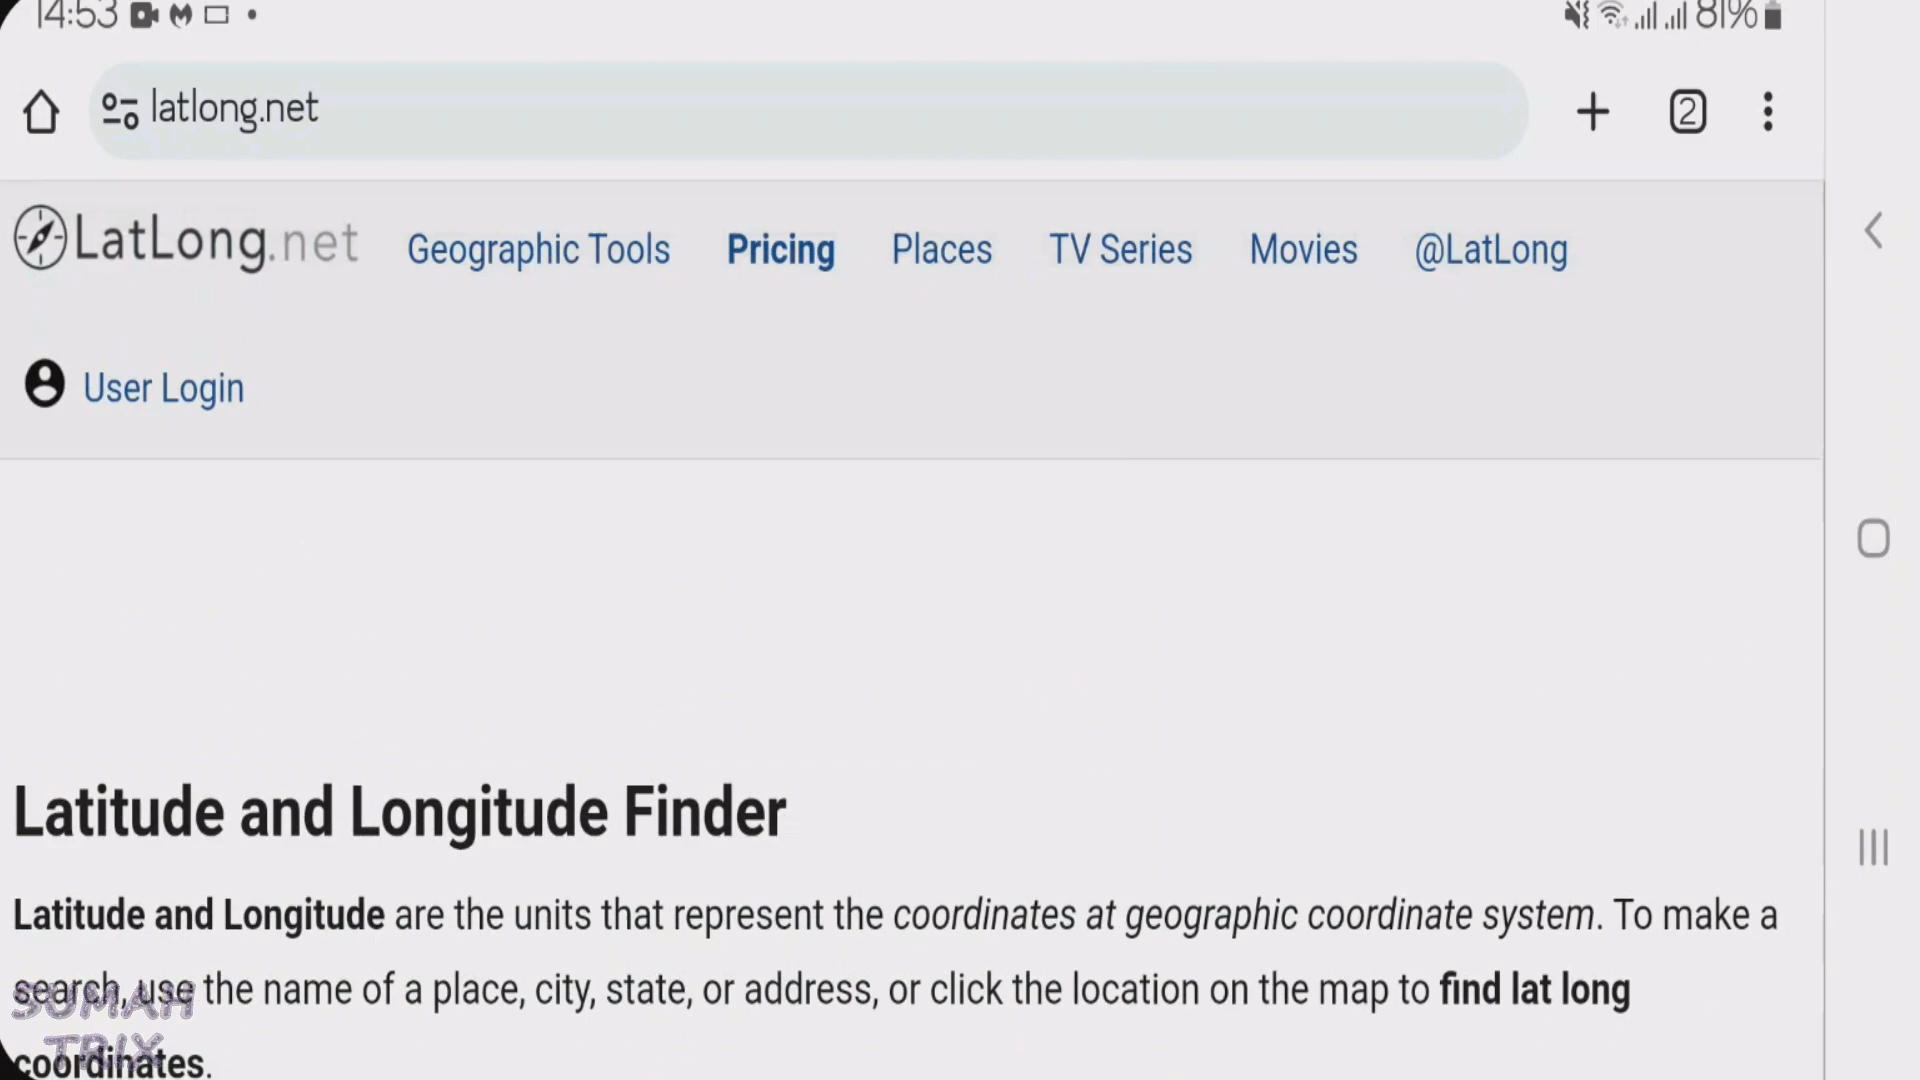 14:53
81%
latlong.net
2
LatLong.net Geographic Tools Pricing Places TV Series Movies @LatLong
User Login
Latitude and Longitude Finder
Latitude and Longitude are the units that represent the coordinates at geographic coordinate system. To make a
search, use the name of a place, city, state, or address, or click the location on the map to find lat long
coordinates.
SUMAH
TRIX